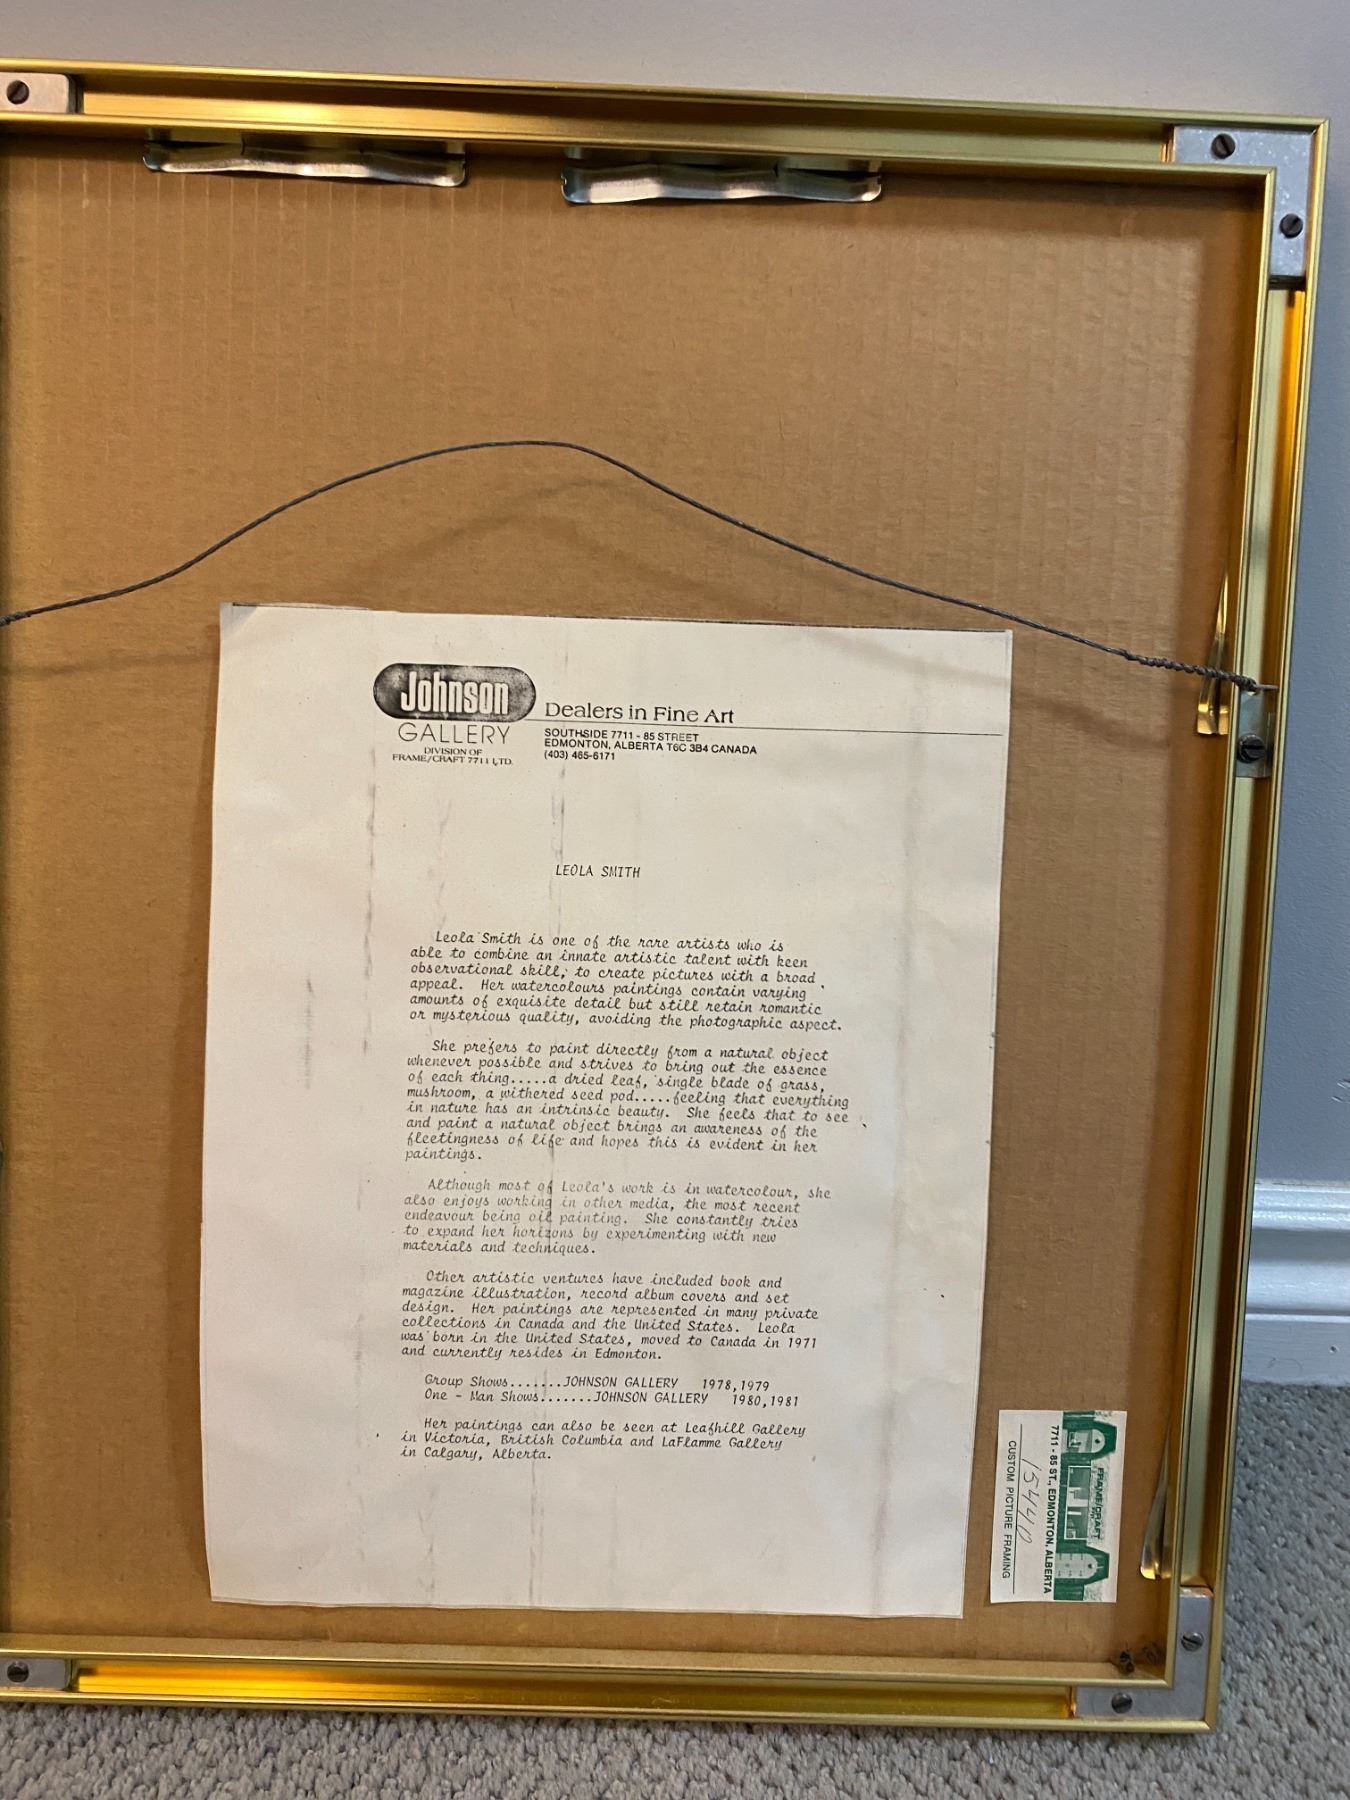 Johnson
GALLERY
DIVISION OF
FRAME/CRAFT 7711 LTD.
Dealers in Fine Art
SOUTHSIDE 7711 - 85 STREET
EDMONTON, ALBERTA T6C 3B4 CANADA
(403) 465-6171
LEOLA SMITH
Leola Smith is one of the rare artists who is
able to combine an innate artistic talent with keen
observational skill, to create pictures with a broad
appeal. Her watercolours paintings contain varying
amounts of exquisite detail but still retain romantic
or mysterious quality, avoiding the photographic aspect.
She prefers to paint directly from a natural object
whenever possible and strives to bring out the essence
of each thing.....a dried leaf, single blade of grass,
mushroom, a withered seed pod.....feeling that everything
in nature has an intrinsic beauty. She feels that to see
and paint a natural object brings an awareness of the
fleetingness of life and hopes this is evident in her
paintings.
Although most of Leola's work is in watercolour, she
also enjoys working in other media, the most recent
endeavour being oil painting. She constantly tries
to expand her horizons by experimenting with new
materials and techniques.
Other artistic ventures have included book and
magazine illustration, record album covers and set
design. Her paintings are represented in many private
collections in Canada and the United States. Leola
was born in the United States, moved to Canada in 1971
and currently resides in Edmonton.
Group Shows.......JOHNSON GALLERY 1978,1979
One - Man Shows.......JOHNSON GALLERY 1980,1981
Her paintings can also be seen at Leafhill Gallery
in Victoria, British Columbia and LaFlamme Gallery
in Calgary, Alberta.
FRAME/CRAFT
7711 - 85 ST., EDMONTON, ALBERTA
CUSTOM PICTURE FRAMING